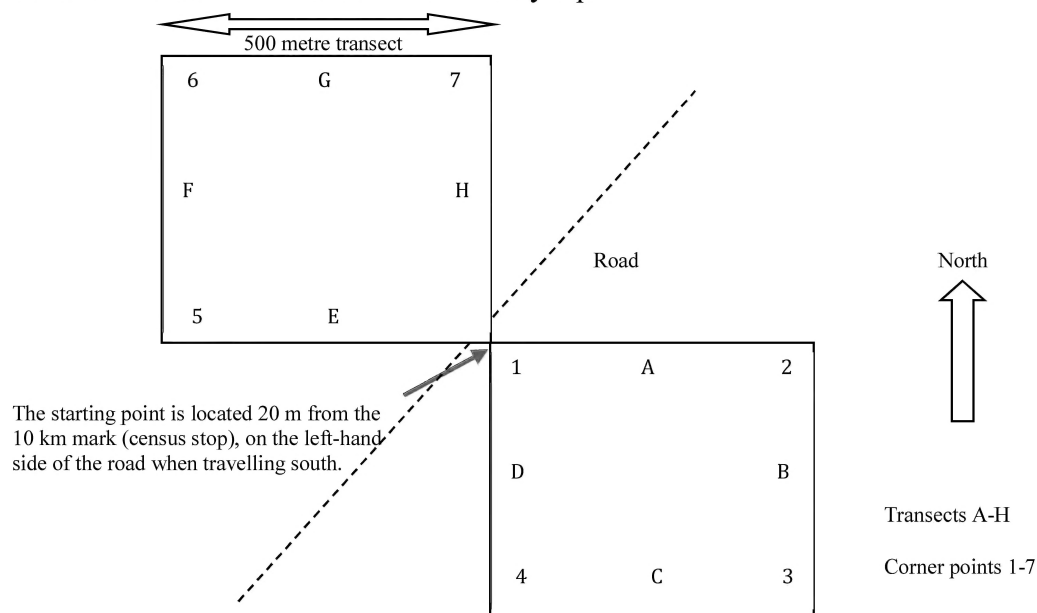 500 metre transect
6 G 7
F H
Road
North
5 E
1 A 2
The starting point is located 20 m from the
10 km mark (census stop), on the left-hand
side of the road when travelling south.
D B
Transects A-H
4 C 3
Corner points 1-7